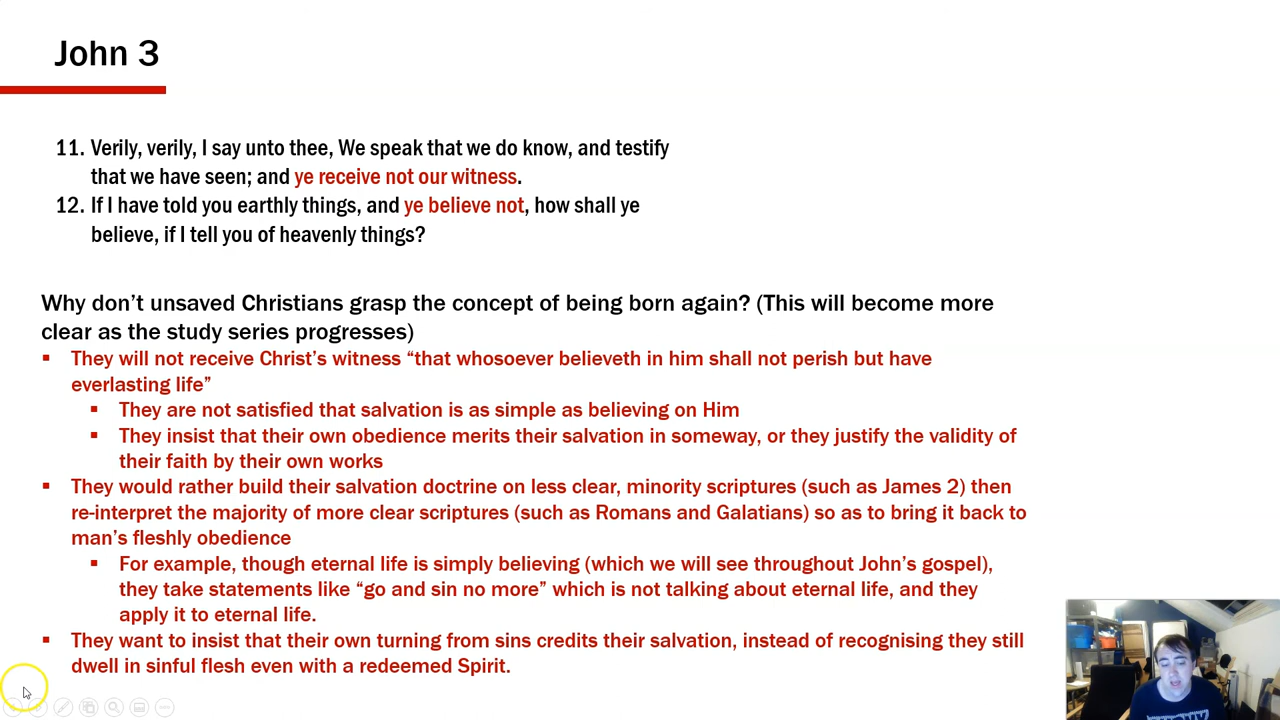 John 3
11. Verily, verily, I say unto thee, We speak that we do know, and testify
that we have seen; and ye receive not our witness.
12. If I have told you earthly things, and ye believe not, how shall ye
believe, if I tell you of heavenly things?
Why don’t unsaved Christians grasp the concept of being born again? (This will become more
clear as the study series progresses)
▪ They will not receive Christ’s witness “that whosoever believeth in him shall not perish but have
everlasting life”
▪ They are not satisfied that salvation is as simple as believing on Him
▪ They insist that their own obedience merits their salvation in someway, or they justify the validity of
their faith by their own works
▪ They would rather build their salvation doctrine on less clear, minority scriptures (such as James 2) then
re-interpret the majority of more clear scriptures (such as Romans and Galatians) so as to bring it back to
man’s fleshly obedience
▪ For example, though eternal life is simply believing (which we will see throughout John’s gospel),
they take statements like “go and sin no more” which is not talking about eternal life, and they
apply it to eternal life.
▪ They want to insist that their own turning from sins credits their salvation, instead of recognising they still
dwell in sinful flesh even with a redeemed Spirit.